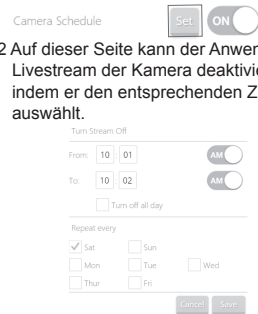 Camera Schedule Set ON
2 Auf dieser Seite kann der Anwen
Livestream der Kamera deaktivie
indem er den entsprechenden Z
auswählt.
Turn Stream Off
From: 10 01 AM
To: 10 02 AM
Turn off all day
Repeat every
Sat Sun
Mon Tue Wed
Thur Fri
Cancel Save